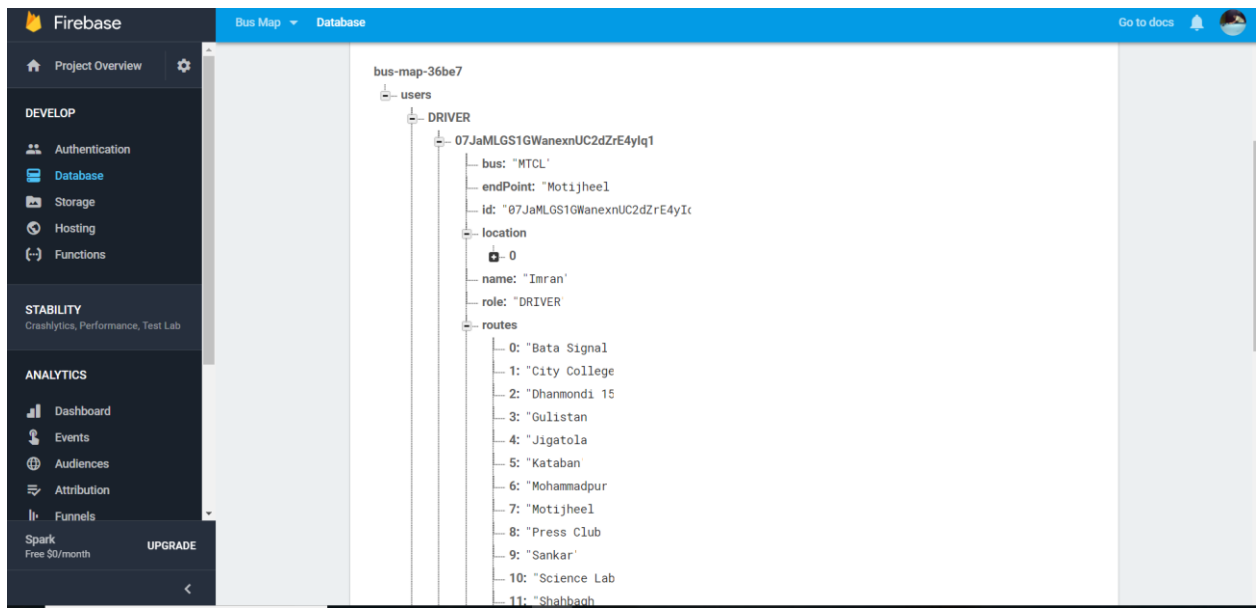 Firebase
Bus Map
Database
Go to docs
Project Overview
DEVELOP
Authentication
Database
Storage
Hosting
Functions
STABILITY
Crashlytics, Performance, Test Lab
ANALYTICS
Dashboard
Events
Audiences
Attribution
Funnels
Spark
Free $0/month
UPGRADE
bus-map-36be7
users
DRIVER
07JaMLGS1GWanexnUC2dZrE4yIq1
bus: "MTCL"
endPoint: "Motijheel
id: "07JaMLGS1GWanexnUC2dZrE4yIq
location
0
name: "Imran"
role: "DRIVER"
routes
0: "Bata Signal
1: "City College
2: "Dhanmondi 15
3: "Gulistan
4: "Jigatola
5: "Kataban
6: "Mohammadpur
7: "Motijheel
8: "Press Club
9: "Sankar"
10: "Science Lab
11: "Shahbagh